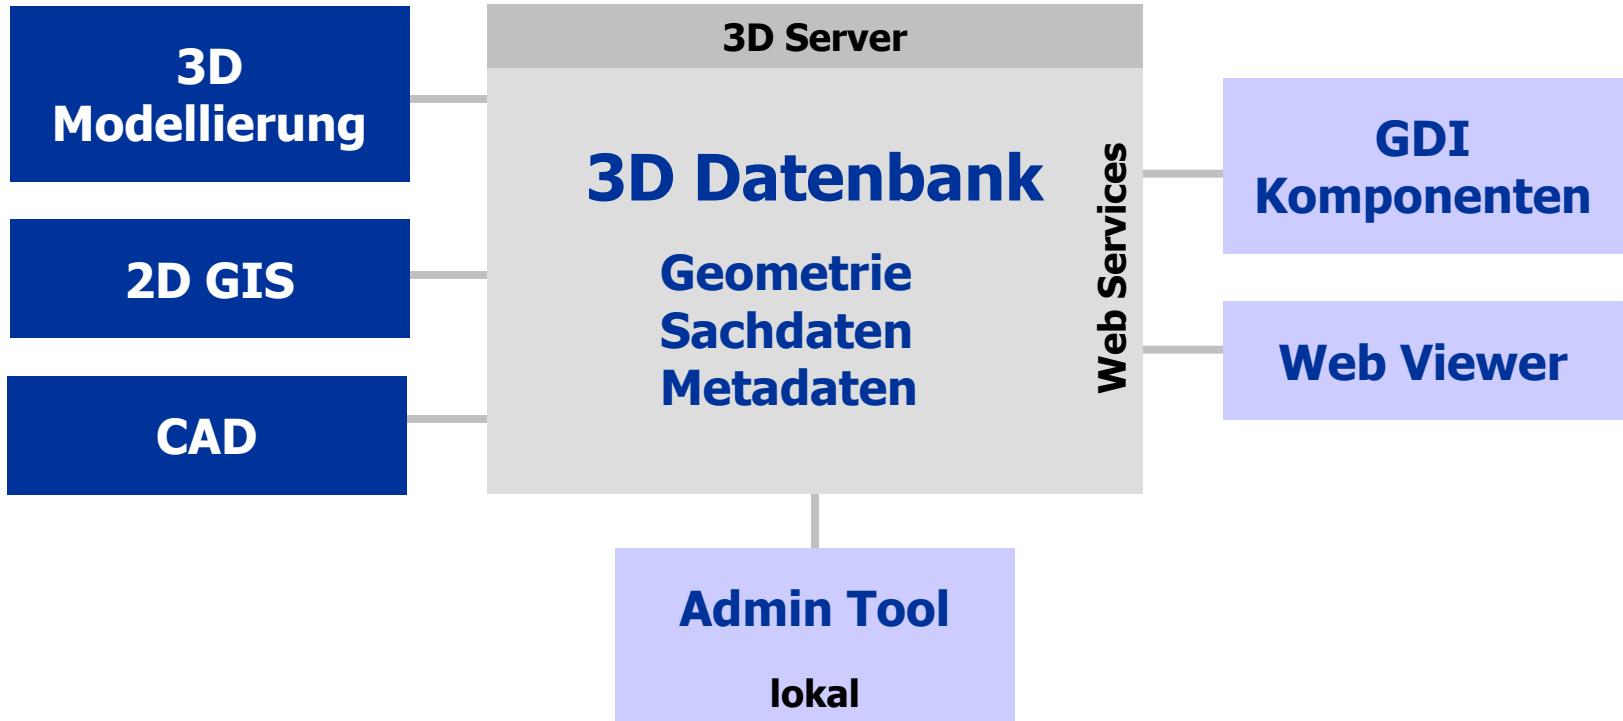 3D
Modellierung
2D GIS
CAD
3D Server
3D Datenbank
Geometrie
Sachdaten
Metadaten
Web Services
GDI
Komponenten
Web Viewer
Admin Tool
lokal